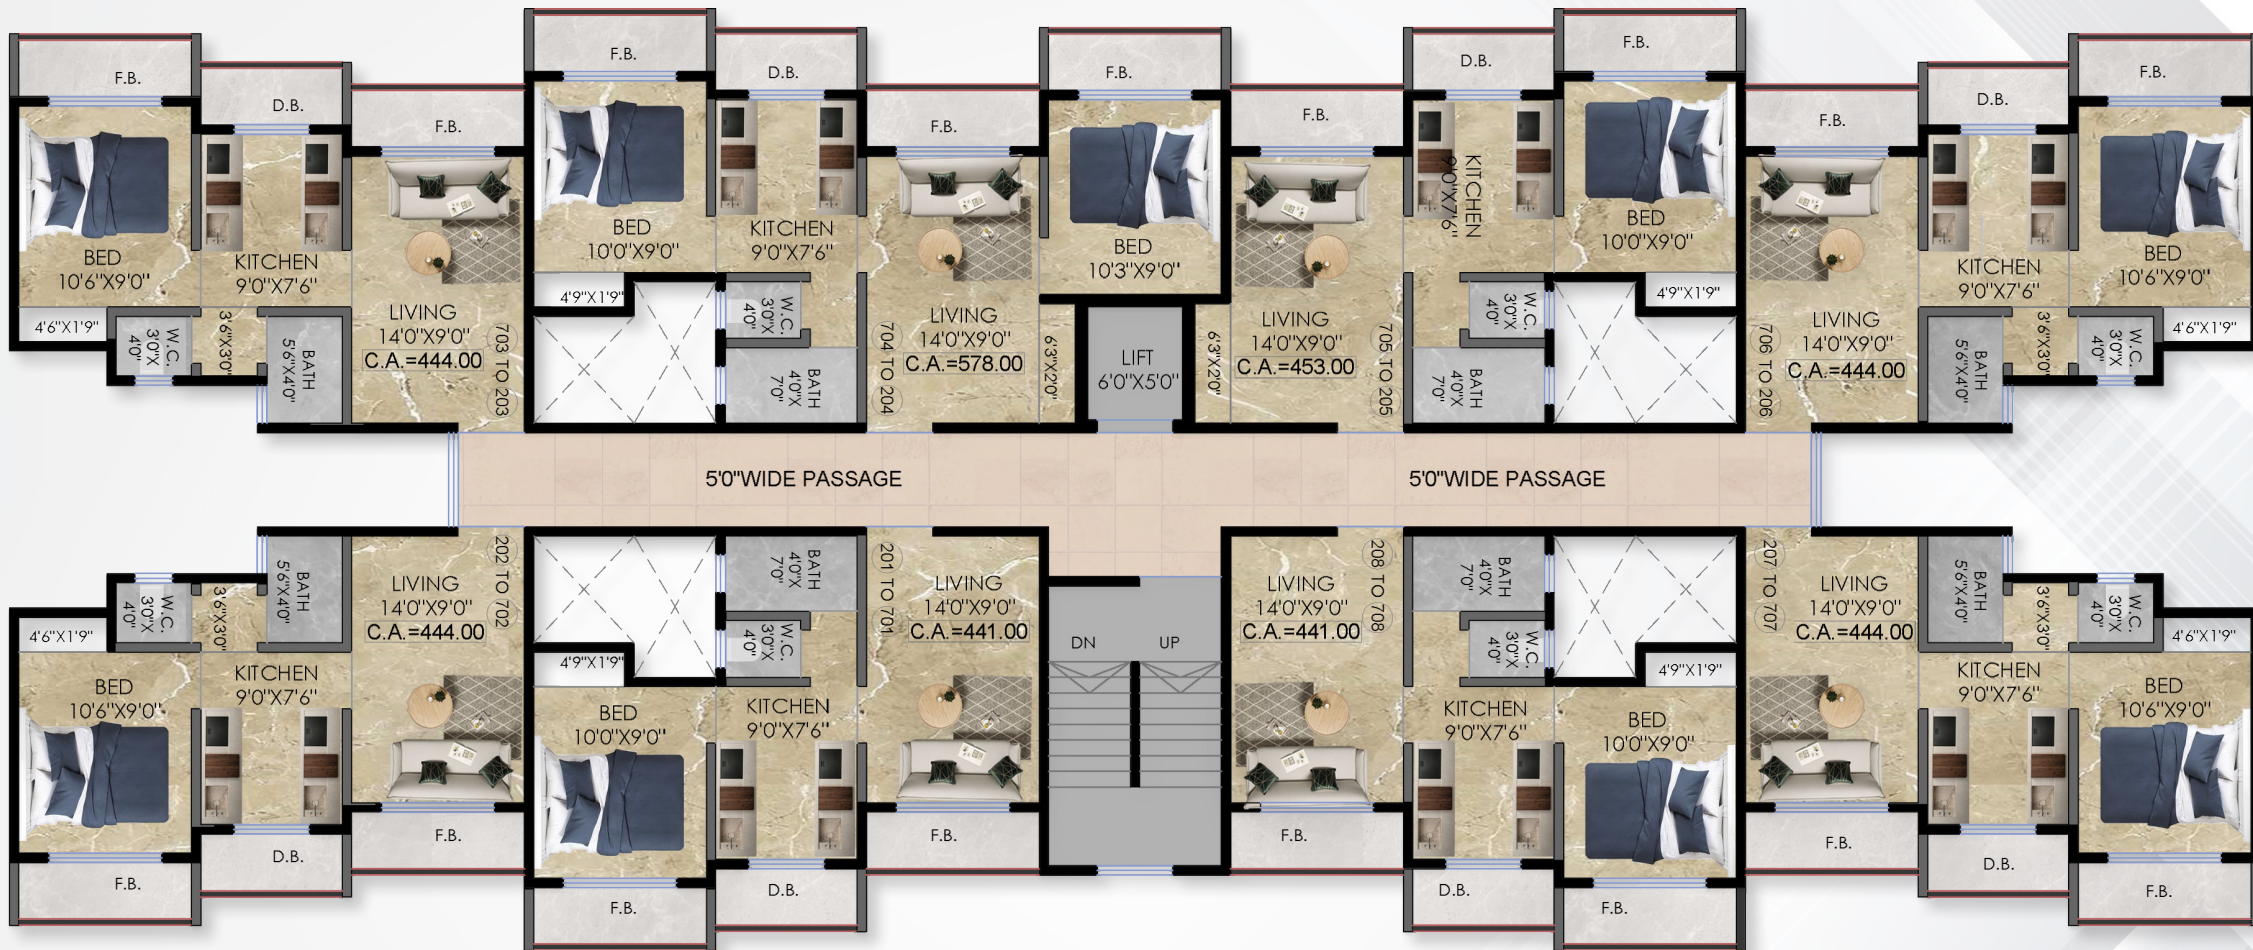 F.B.
D.B.
F.B.
F.B.
D.B.
F.B.
F.B.
F.B.
D.B.
F.B.
F.B.
D.B.
F.B.
BED
10'6"X9'0"
KITCHEN
9'0"X7'6"
4'6"X1'9"
W.C.
3'0"X
4'0"
3'6"X3'0"
BATH
5'6"X4'0"
LIVING
14'0"X9'0"
C.A.=444.00
703 TO 203
BED
10'0"X9'0"
4'9"X1'9"
KITCHEN
9'0"X7'6"
W.C.
3'0"X
4'0"
BATH
4'0"X
7'0"
704 TO 204
LIVING
14'0"X9'0"
C.A.=578.00
6'3"X2'0"
BED
10'3"X9'0"
LIFT
6'0"X5'0"
6'3"X2'0"
LIVING
14'0"X9'0"
C.A.=453.00
705 TO 205
KITCHEN
9'0"X7'6"
W.C.
3'0"X
4'0"
BATH
4'0"X
7'0"
BED
10'0"X9'0"
4'9"X1'9"
706 TO 206
LIVING
14'0"X9'0"
C.A.=444.00
KITCHEN
9'0"X7'6"
BATH
5'6"X4'0"
3'6"X3'0"
W.C.
3'0"X
4'0"
BED
10'6"X9'0"
4'6"X1'9"
5'0"WIDE PASSAGE
5'0"WIDE PASSAGE
4'6"X1'9"
W.C.
3'0"X
4'0"
3'6"X3'0"
BATH
5'6"X4'0"
BED
10'6"X9'0"
KITCHEN
9'0"X7'6"
LIVING
14'0"X9'0"
C.A.=444.00
202 TO 702
4'9"X1'9"
BED
10'0"X9'0"
BATH
4'0"X
7'0"
W.C.
3'0"X
4'0"
KITCHEN
9'0"X7'6"
201 TO 701
LIVING
14'0"X9'0"
C.A.=441.00
DN
UP
LIVING
14'0"X9'0"
C.A.=441.00
208 TO 708
BATH
4'0"X
7'0"
W.C.
3'0"X
4'0"
KITCHEN
9'0"X7'6"
4'9"X1'9"
BED
10'0"X9'0"
207 TO 707
LIVING
14'0"X9'0"
C.A.=444.00
BATH
5'6"X4'0"
3'6"X3'0"
W.C.
3'0"X
4'0"
4'6"X1'9"
KITCHEN
9'0"X7'6"
BED
10'6"X9'0"
F.B.
D.B.
F.B.
F.B.
D.B.
F.B.
F.B.
D.B.
F.B.
F.B.
D.B.
F.B.